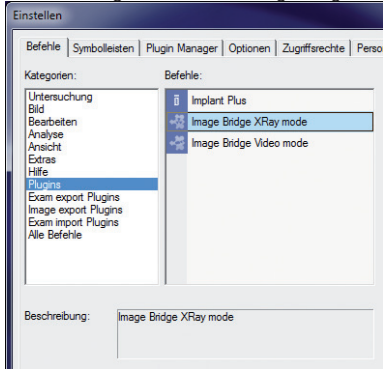 Einstellen
Befehle Symbolleisten Plugin Manager Optionen Zugriffsrechte Perso
Kategorien: Befehle:
Untersuchung
Bild
Bearbeiten
Analyse
Ansicht
Extras
Hilfe
Plugins
Exam export Plugins
Image export Plugins
Exam import Plugins
Alle Befehle
Implant Plus
Image Bridge XRay mode
Image Bridge Video mode
Beschreibung: Image Bridge XRay mode